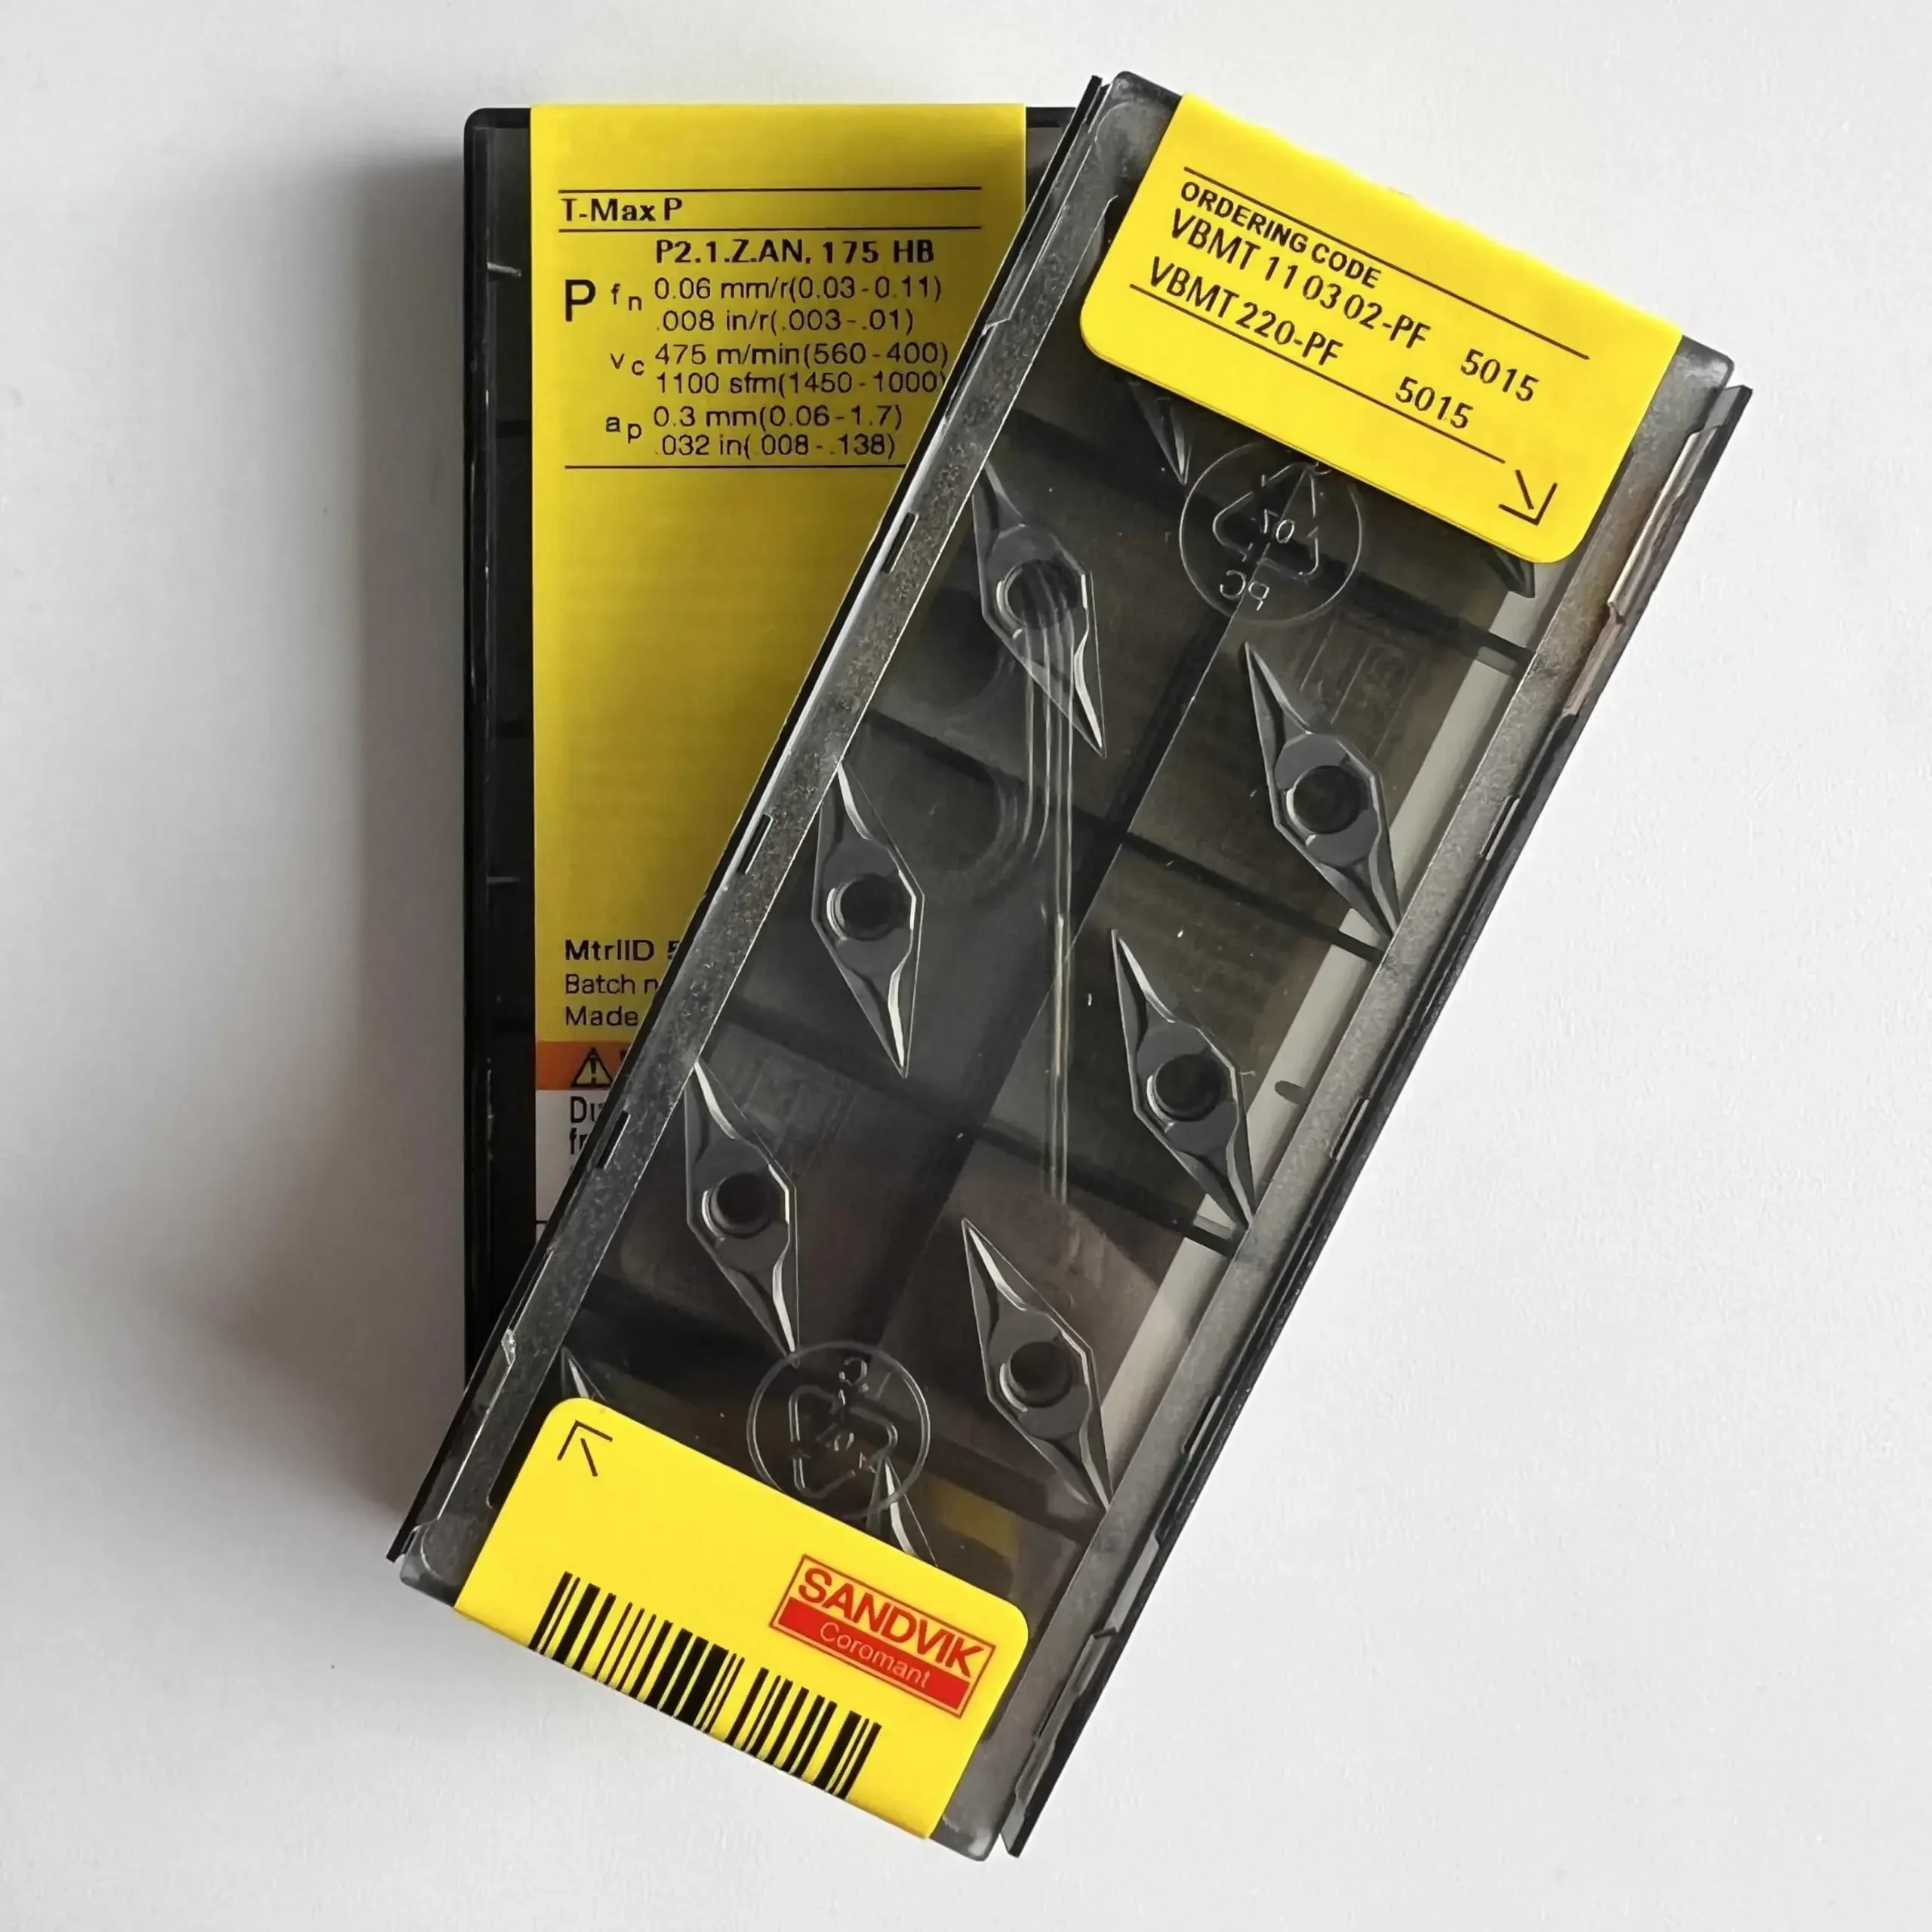 T-Max P
P2.1.Z.AN, 175 HB
P fn 0.06 mm/r(0.03-0.11)
.008 in/r(.003-.01)
vc 475 m/min(560-400)
1100 sfm(1450-1000)
ap 0.3 mm(0.06-1.7)
.032 in(.008-.138)
MtrlID
Batch
Made
ORDERING CODE
VBMT 11 03 02-PF 5015
VBMT 220-PF 5015
07
PC
SANDVIK
Coromant